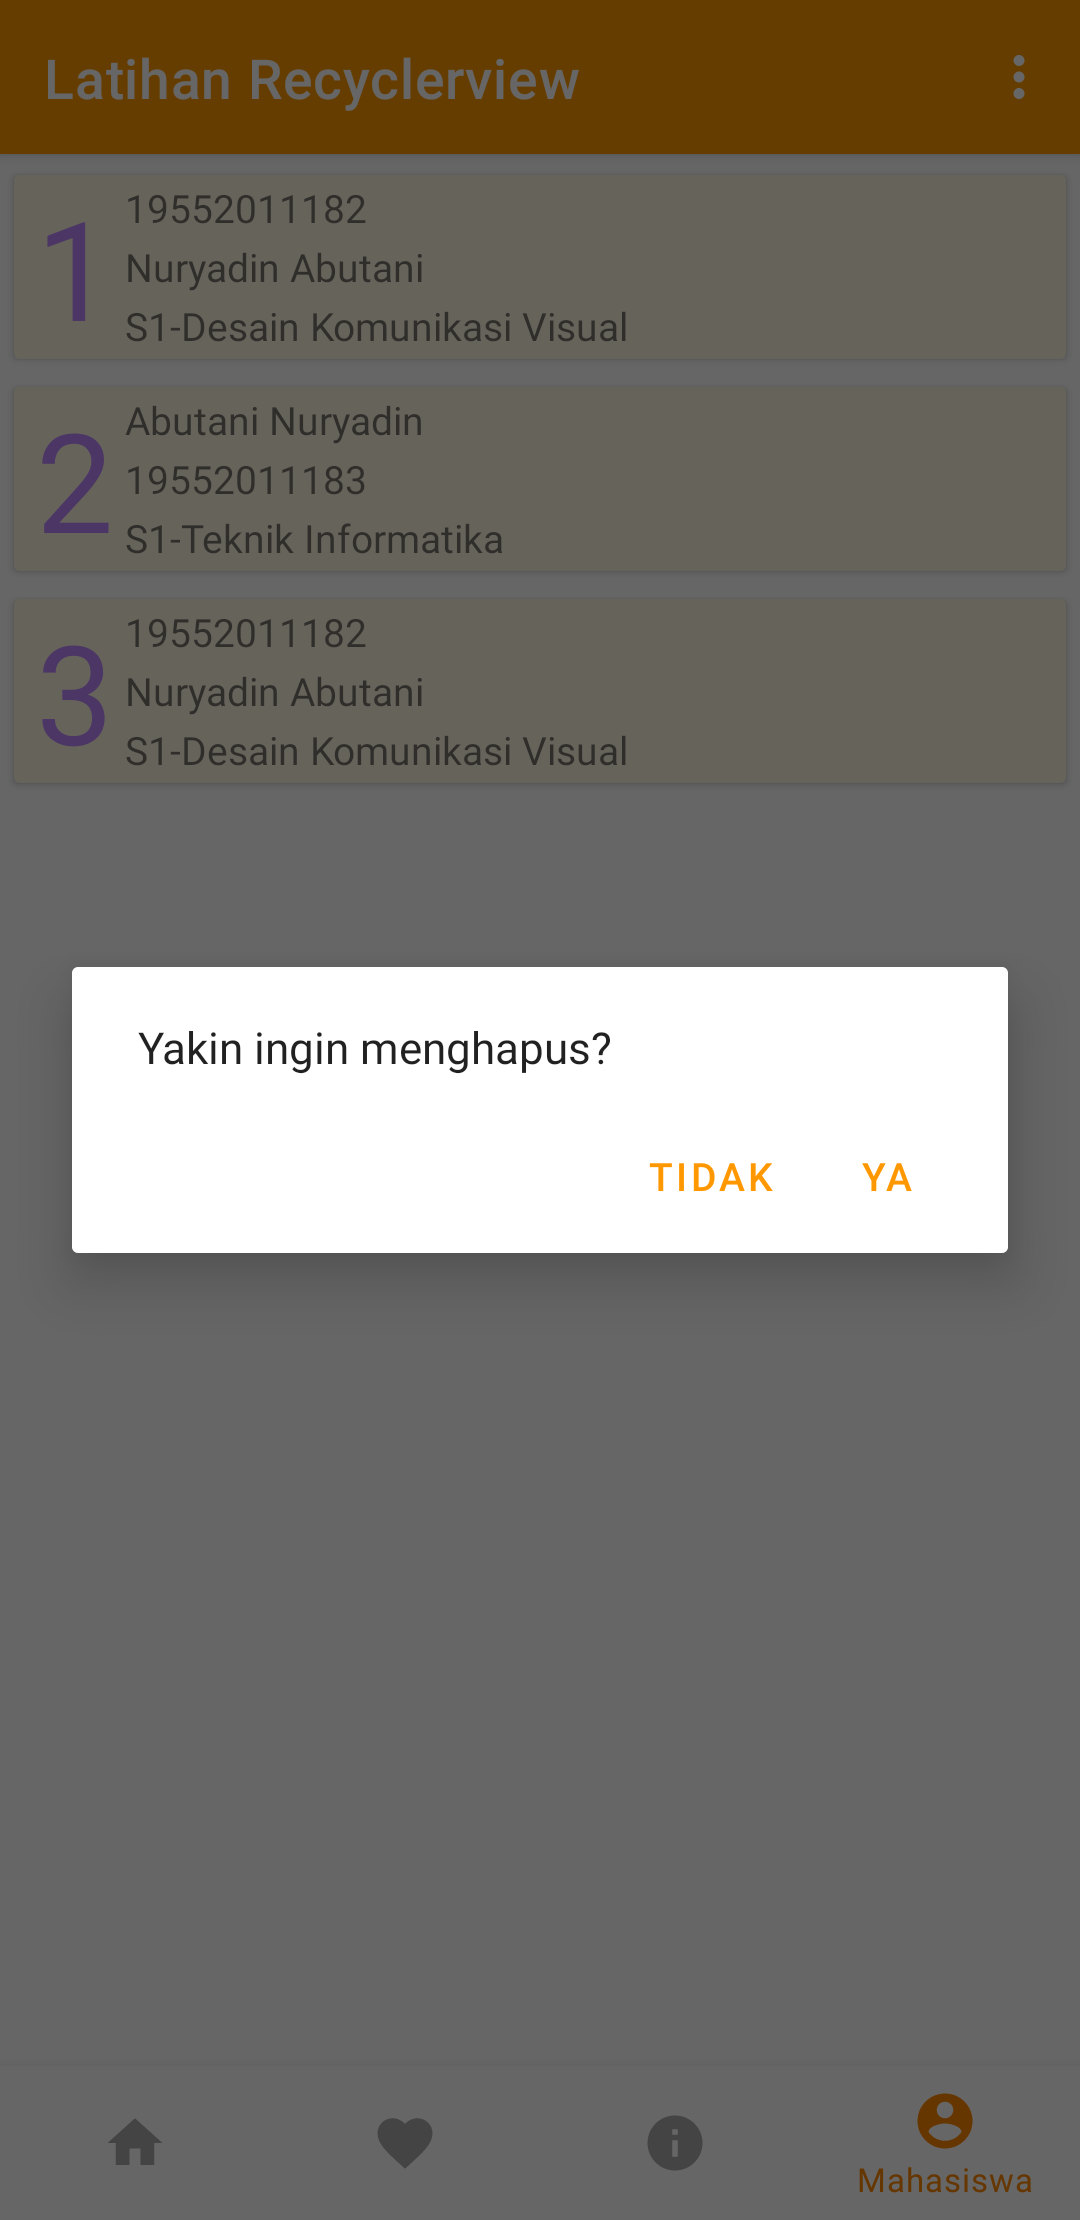 Latihan Recyclerview
1
19552011182
Nuryadin Abutani
S1-Desain Komunikasi Visual
2
Abutani Nuryadin
19552011183
S1-Teknik Informatika
3
19552011182
Nuryadin Abutani
S1-Desain Komunikasi Visual
Yakin ingin menghapus?
TIDAK YA
Mahasiswa